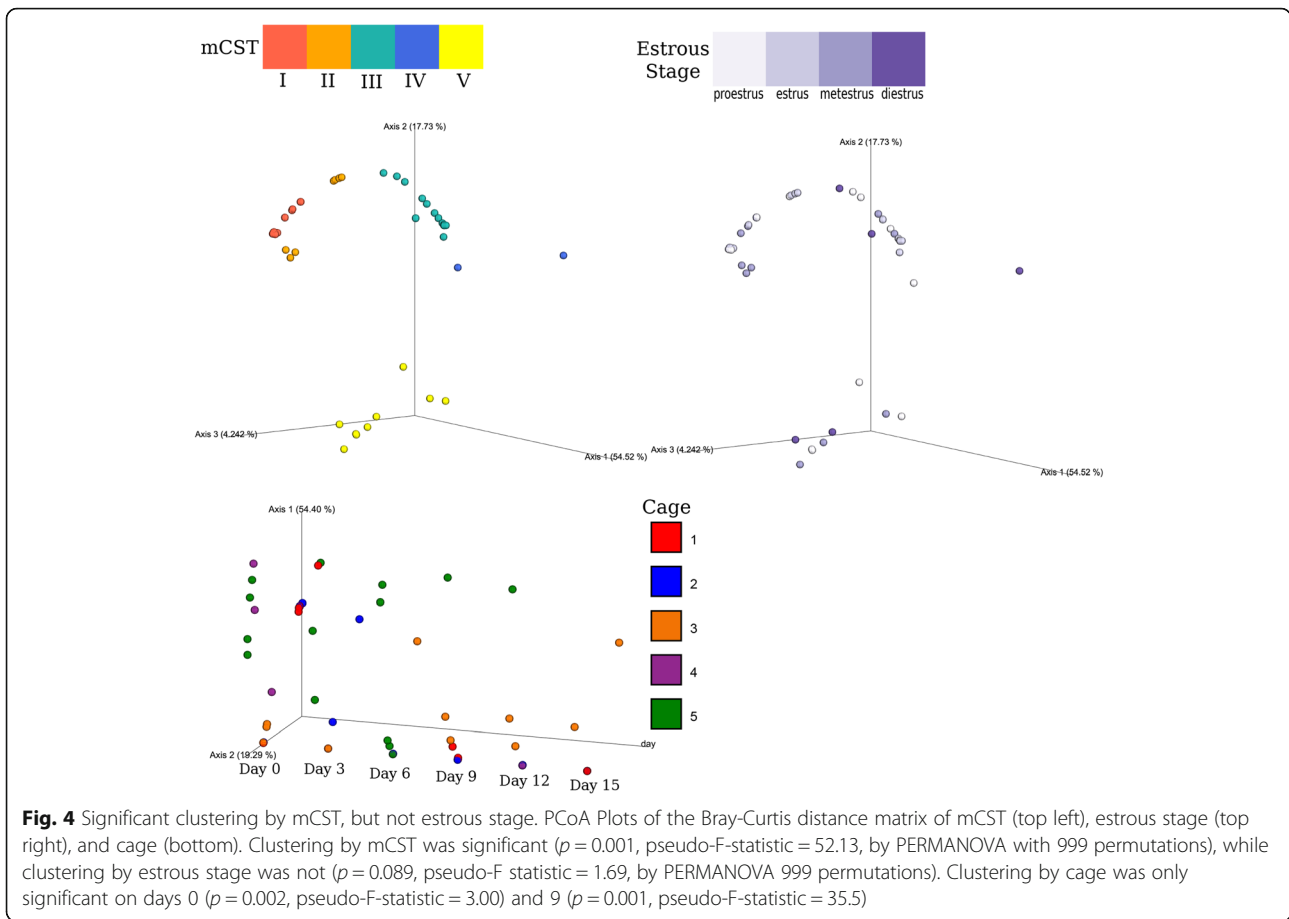 mCST
I II III IV V
Estrous
Stage
proestrus estrus metestrus diestrus
Axis 2 (17.73 %)
Axis 3 (4.242 %)
Axis 1 (54.52 %)
Axis 2 (17.73 %)
Axis 3 (4.242 %)
Axis 1 (54.52 %)
Axis 1 (54.40 %)
Axis 2 (19.29 %)
day
Day 0 Day 3 Day 6 Day 9 Day 12 Day 15
Cage
1
2
3
4
5
Fig. 4 Significant clustering by mCST, but not estrous stage. PCoA Plots of the Bray-Curtis distance matrix of mCST (top left), estrous stage (top
right), and cage (bottom). Clustering by mCST was significant (p = 0.001, pseudo-F-statistic = 52.13, by PERMANOVA with 999 permutations), while
clustering by estrous stage was not (p = 0.089, pseudo-F statistic = 1.69, by PERMANOVA 999 permutations). Clustering by cage was only
significant on days 0 (p = 0.002, pseudo-F-statistic = 3.00) and 9 (p = 0.001, pseudo-F-statistic = 35.5)